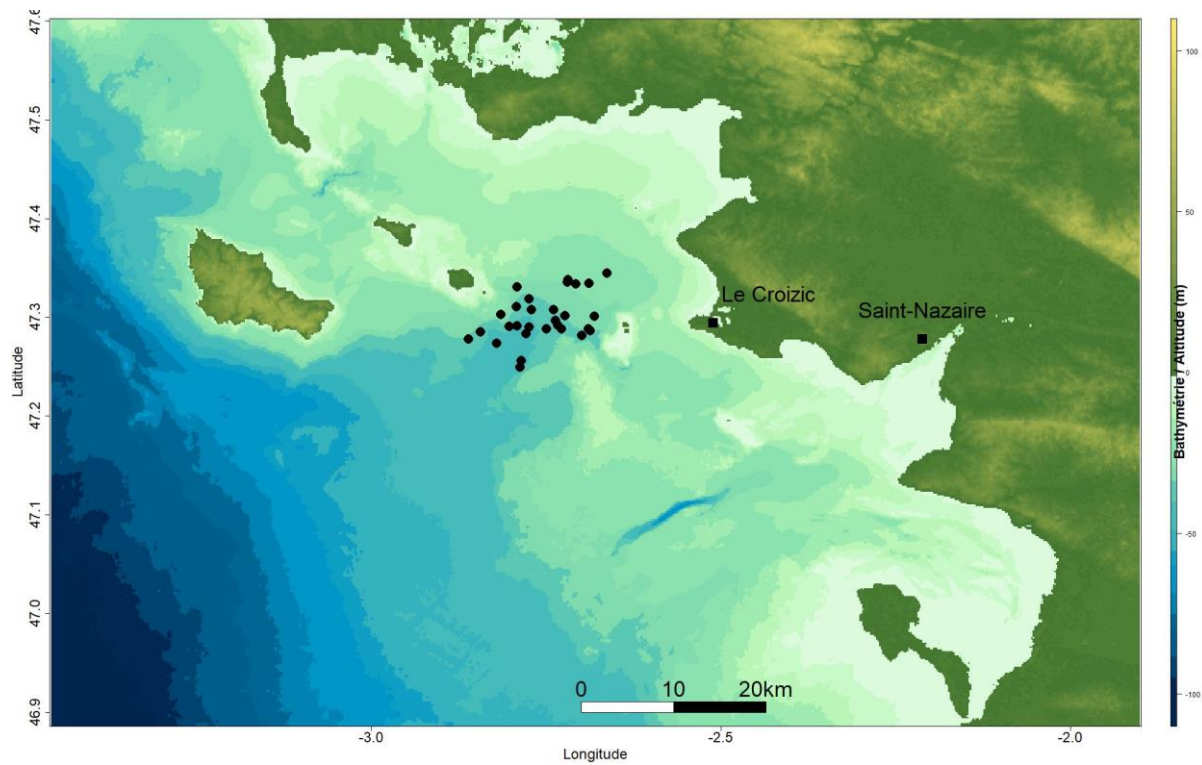 47.6
47.5
47.4
47.3
47.2
47.1
47.0
46.9
Latitude
Le Croizic
Saint-Nazaire
0 10 20km
-3.0 -2.5 -2.0
Longitude
100
50
0
-50
-100
Bathymétrie / Altitude (m)